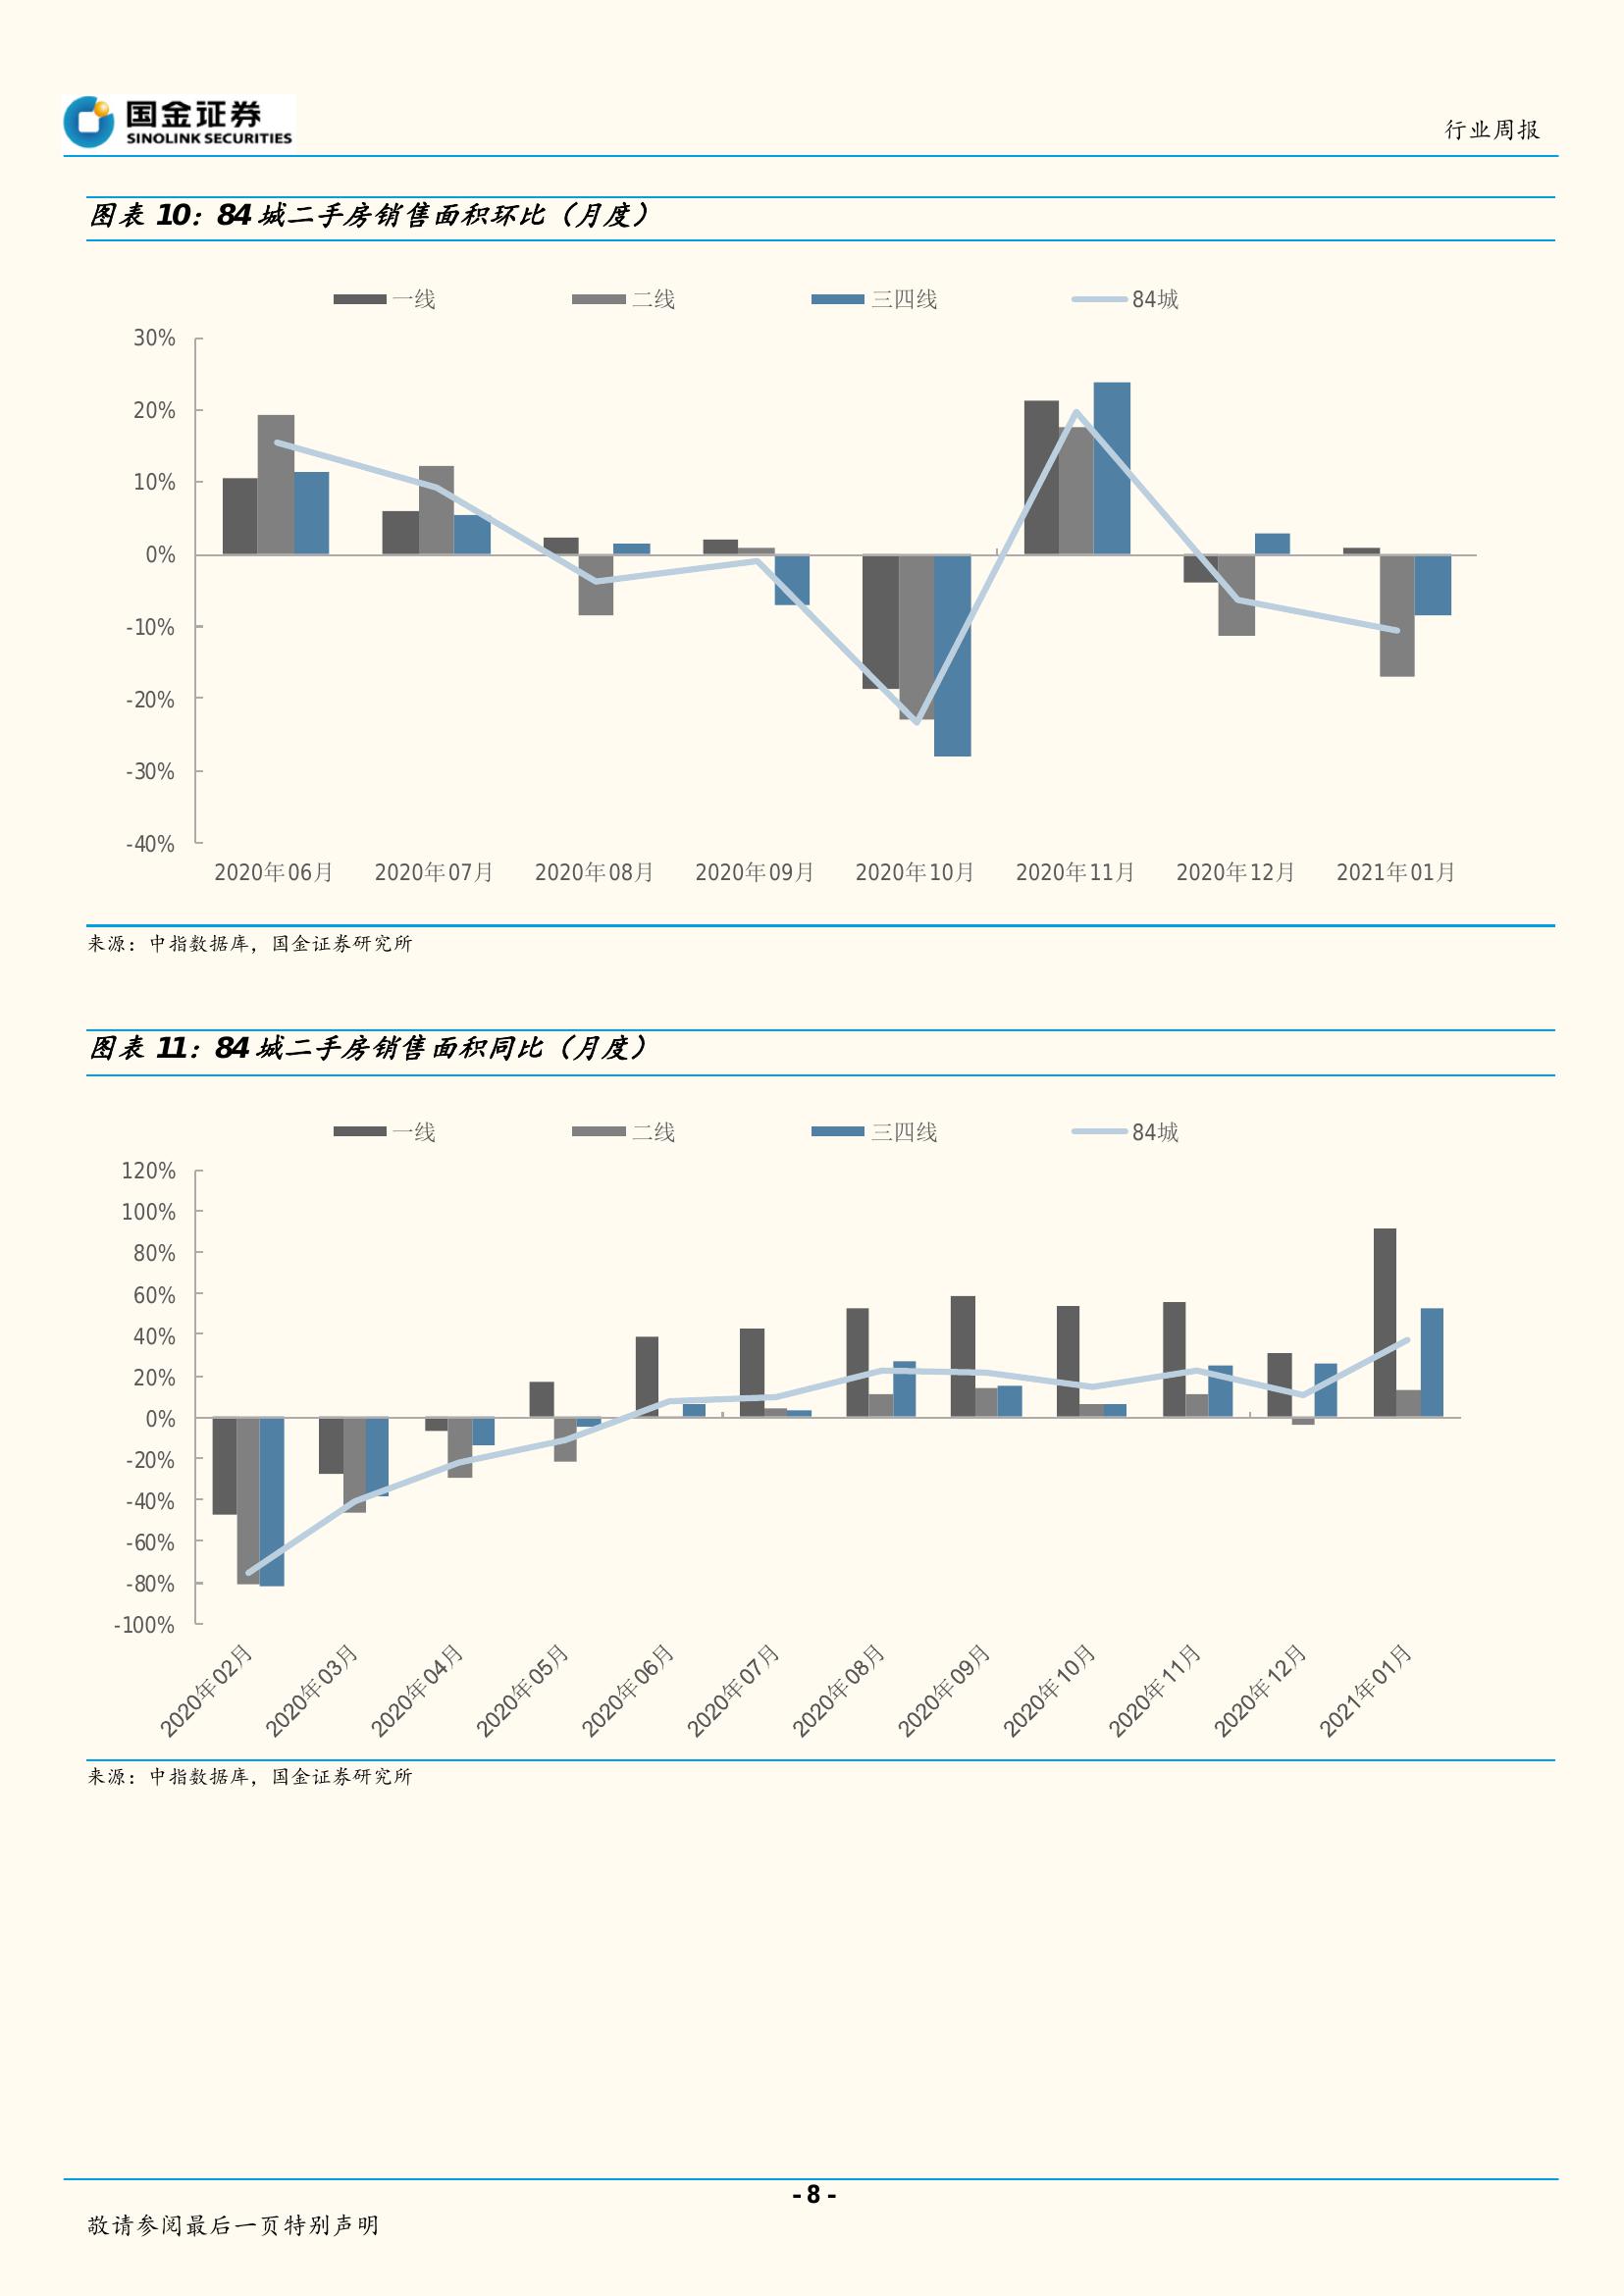 国金证券
SINOLINK SECURITIES
行业周报
图表 10：84 城二手房销售面积环比（月度）
一线 二线 三四线 84城
30%
20%
10%
0%
-10%
-20%
-30%
-40%
2020年06月 2020年07月 2020年08月 2020年09月 2020年10月 2020年11月 2020年12月 2021年01月
来源：中指数据库，国金证券研究所
图表 11：84 城二手房销售面积同比（月度）
一线 二线 三四线 84城
120%
100%
80%
60%
40%
20%
0%
-20%
-40%
-60%
-80%
-100%
2020年02月 2020年03月 2020年04月 2020年05月 2020年06月 2020年07月 2020年08月 2020年09月 2020年10月 2020年11月 2020年12月 2021年01月
来源：中指数据库，国金证券研究所
- 8 -
敬请参阅最后一页特别声明